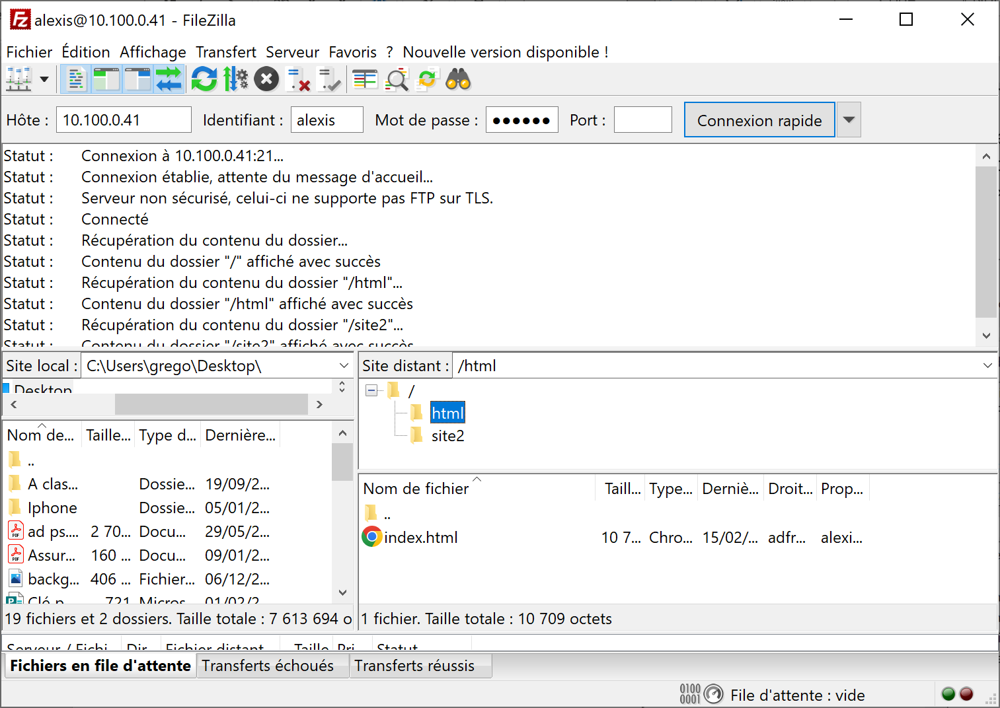 alexis@10.100.0.41 - FileZilla
Fichier Édition Affichage Transfert Serveur Favoris ? Nouvelle version disponible !
Hôte : 10.100.0.41 Identifiant : alexis Mot de passe : ●●●●●● Port : Connexion rapide
Statut : Connexion à 10.100.0.41:21...
Statut : Connexion établie, attente du message d'accueil...
Statut : Serveur non sécurisé, celui-ci ne supporte pas FTP sur TLS.
Statut : Connecté
Statut : Récupération du contenu du dossier...
Statut : Contenu du dossier "/" affiché avec succès
Statut : Récupération du contenu du dossier "/html"...
Statut : Contenu du dossier "/html" affiché avec succès
Statut : Récupération du contenu du dossier "/site2"...
Statut : Contenu du dossier "/site2" affiché avec succès
Site local : C:\Users\grego\Desktop\
Desktop
Nom de... Taille... Type d... Dernière...
..
A clas... Dossie... 19/09/2...
Iphone Dossie... 05/01/2...
ad ps.... 2 70... Docu... 29/05/2...
Assur... 160 ... Docu... 09/01/2...
backg... 406 ... Fichier... 06/12/2...
Clé p... 721 Micros... 01/02/2...
19 fichiers et 2 dossiers. Taille totale : 7 613 694 o
Site distant : /html
/
html
site2
Nom de fichier Taill... Type... Derniè... Droit... Prop...
..
index.html 10 7... Chro... 15/02/... adfr... alexi...
1 fichier. Taille totale : 10 709 octets
Serveur / Fichi... Dir... Fichier distant Taille Pri... Statut
Fichiers en file d'attente Transferts échoués Transferts réussis
0100
0001
File d'attente : vide